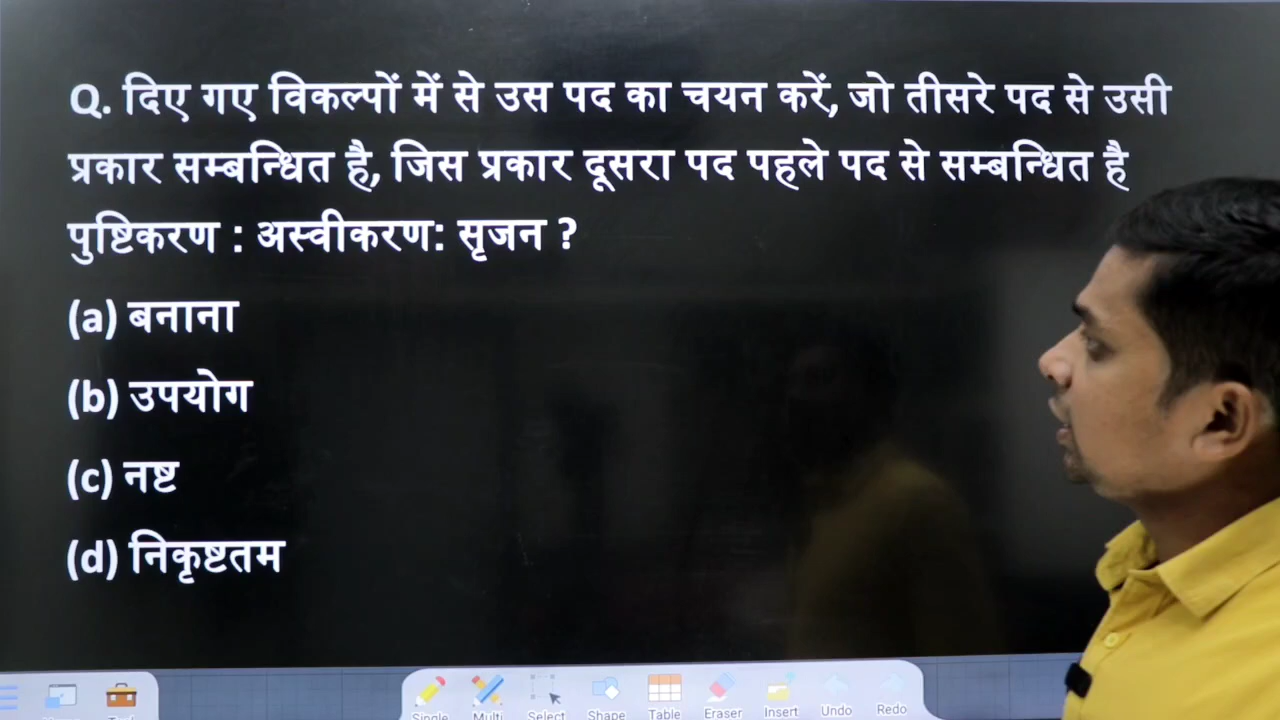 Q. दिए गए विकल्पों में से उस पद का चयन करें, जो तीसरे पद से उसी
प्रकार सम्बन्धित है, जिस प्रकार दूसरा पद पहले पद से सम्बन्धित है
पुष्टिकरण : अस्वीकरण: सृजन ?
(a) बनाना
(b) उपयोग
(c) नष्ट
(d) निकृष्टतम
Single Multi Select Shape Table Eraser Insert Undo Redo